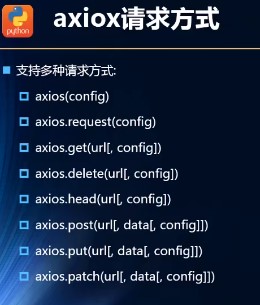 python
axiox请求方式
支持多种请求方式:
axios(config)
axios.request(config)
axios.get(url[, config])
axios.delete(url[, config])
axios.head(url[, config])
axios.post(url[, data[, config]])
axios.put(url[, data[, config]])
axios.patch(url[, data[, config]])